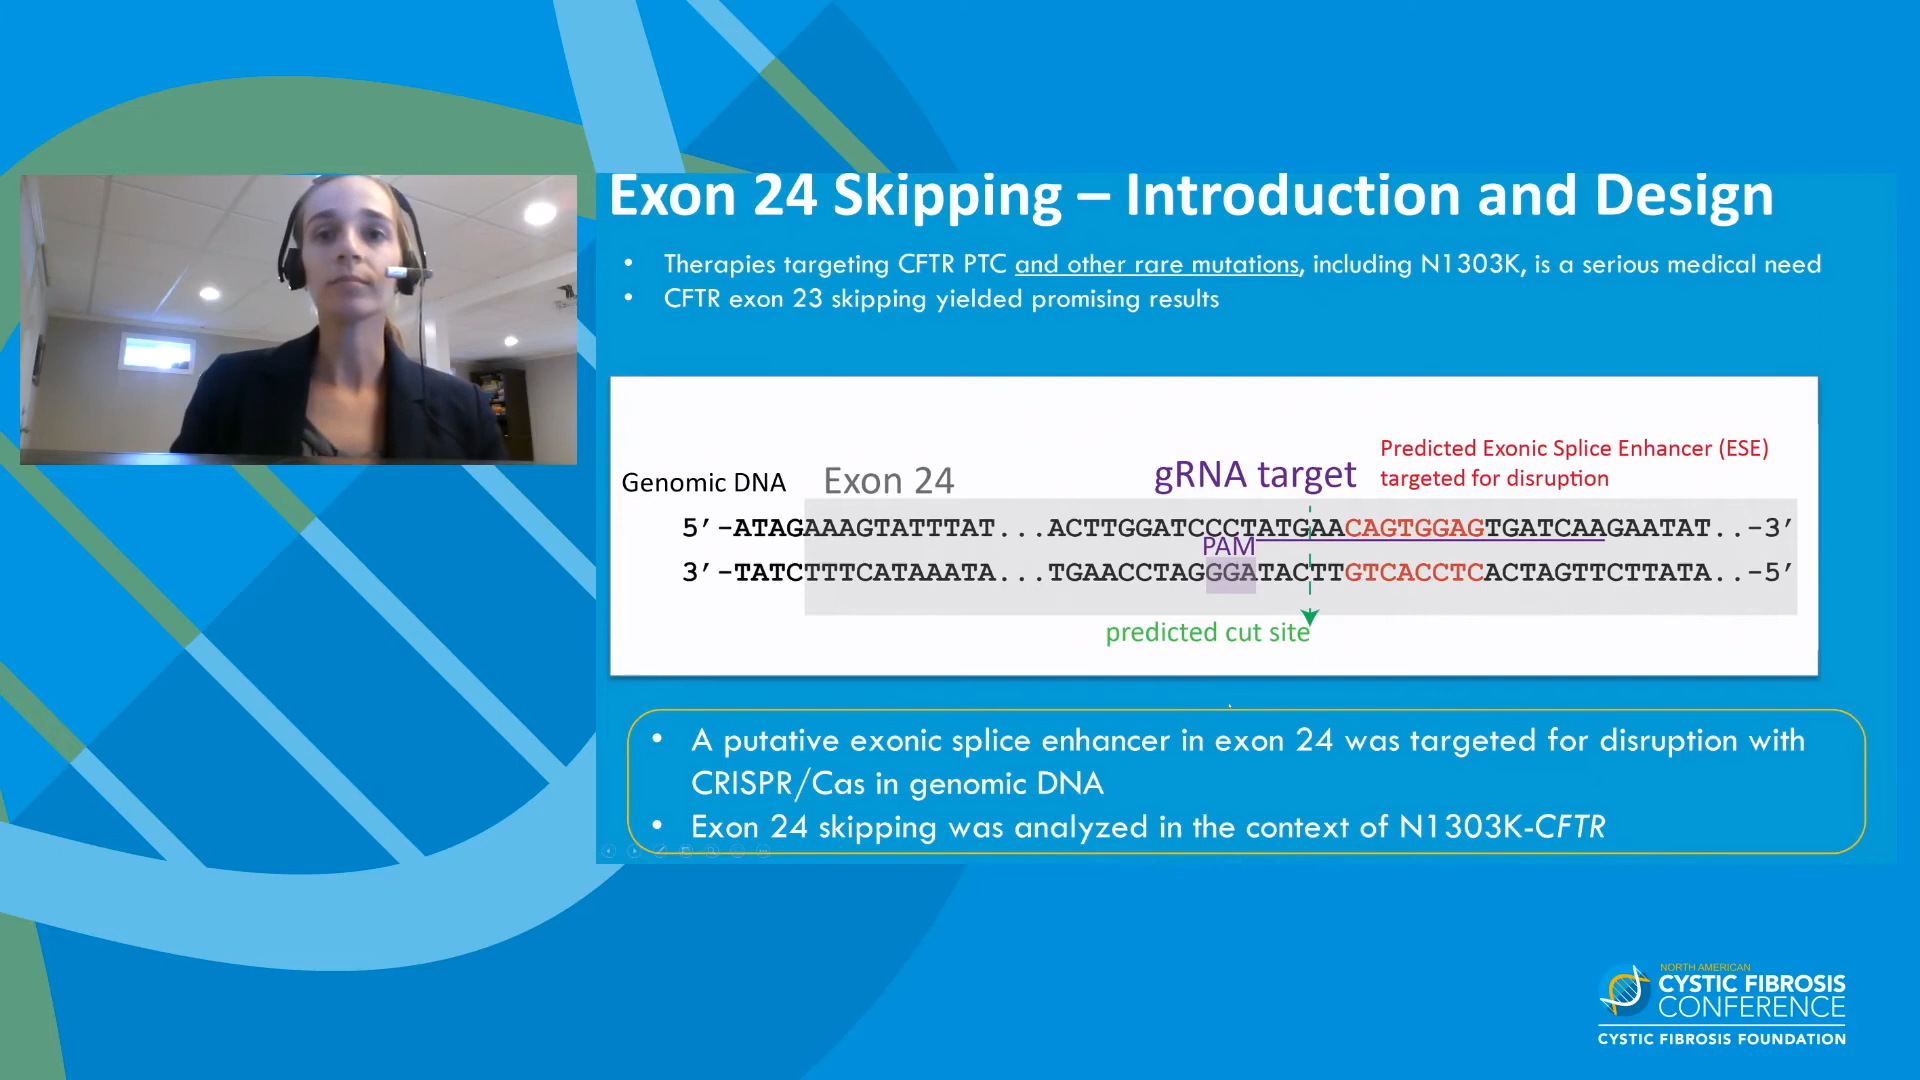 Exon 24 Skipping – Introduction and Design
• Therapies targeting CFTR PTC and other rare mutations, including N1303K, is a serious medical need
• CFTR exon 23 skipping yielded promising results
Predicted Exonic Splice Enhancer (ESE)
targeted for disruption
Genomic DNA Exon 24 gRNA target
5′-ATAGAAAGTATTTAT...ACTTGGATCCCTATGAACAGTGGAGTGATCAAGAATAT..-3′
PAM
3′-TATCTTTCATAAATA...TGAACCTAGGGATACTTGTCACCTCACTAGTTCTTATA..-5′
predicted cut site
• A putative exonic splice enhancer in exon 24 was targeted for disruption with
CRISPR/Cas in genomic DNA
• Exon 24 skipping was analyzed in the context of N1303K-CFTR
NORTH AMERICAN
CYSTIC FIBROSIS
CONFERENCE
CYSTIC FIBROSIS FOUNDATION